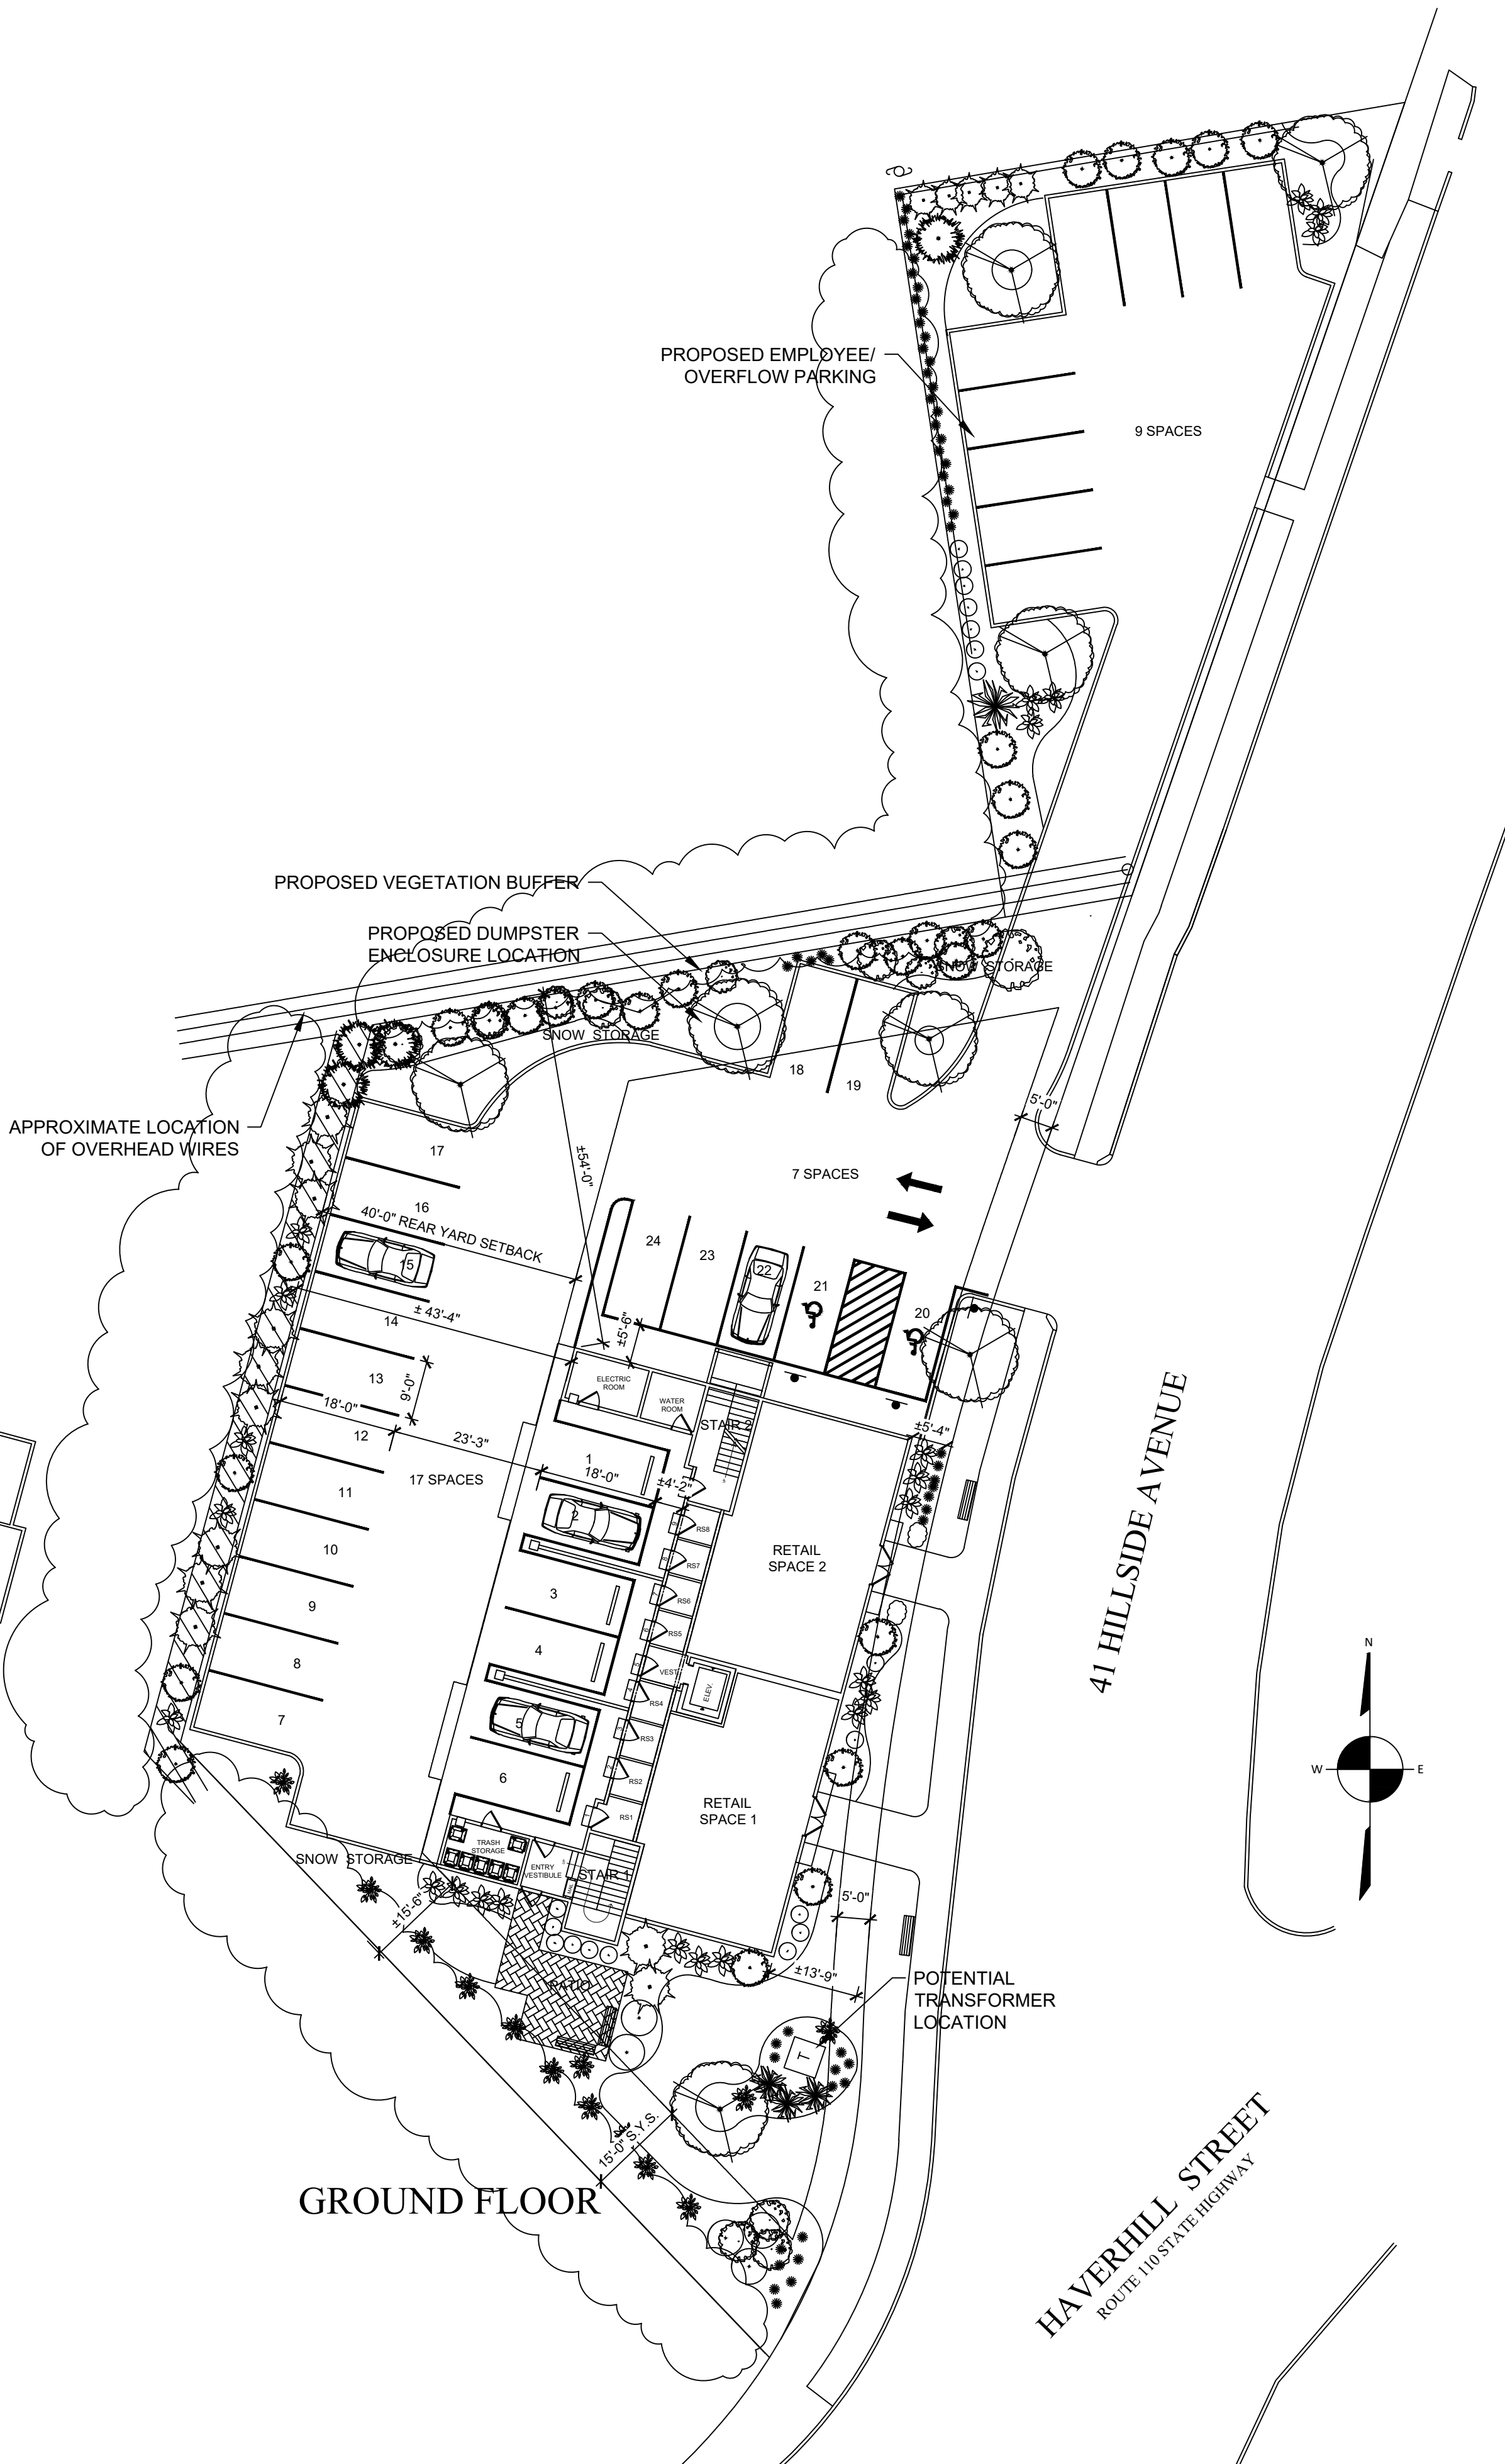 PROPOSED EMPLOYEE/
OVERFLOW PARKING
9 SPACES
PROPOSED VEGETATION BUFFER
PROPOSED DUMPSTER
ENCLOSURE LOCATION
SNOW STORAGE
SNOW STORAGE
APPROXIMATE LOCATION
OF OVERHEAD WIRES
18
19
5'-0"
17
±54'-0"
7 SPACES
16
40'-0" REAR YARD SETBACK
15
24
23
22
21
20
± 43'-4"
14
±5'-6"
13
9'-0"
18'-0"
12
23'-3"
17 SPACES
ELECTRIC
ROOM
WATER
ROOM
STAIR 2
±5'-4"
1
18'-0"
±4'-2"
2
11
10
9
8
7
3
4
5
6
RS8
RS7
RS6
RS5
VEST.
RS4
RS3
RS2
RS1
ELEV.
RETAIL
SPACE 2
RETAIL
SPACE 1
41 HILLSIDE AVENUE
N
W
E
TRASH
STORAGE
ENTRY
VESTIBULE
STAIR 1
SNOW STORAGE
±15'-6"
PATIO
5'-0"
±13'-9"
POTENTIAL
TRANSFORMER
LOCATION
T
15'-0" S.Y.S.
GROUND FLOOR
HAVERHILL STREET
ROUTE 110 STATE HIGHWAY